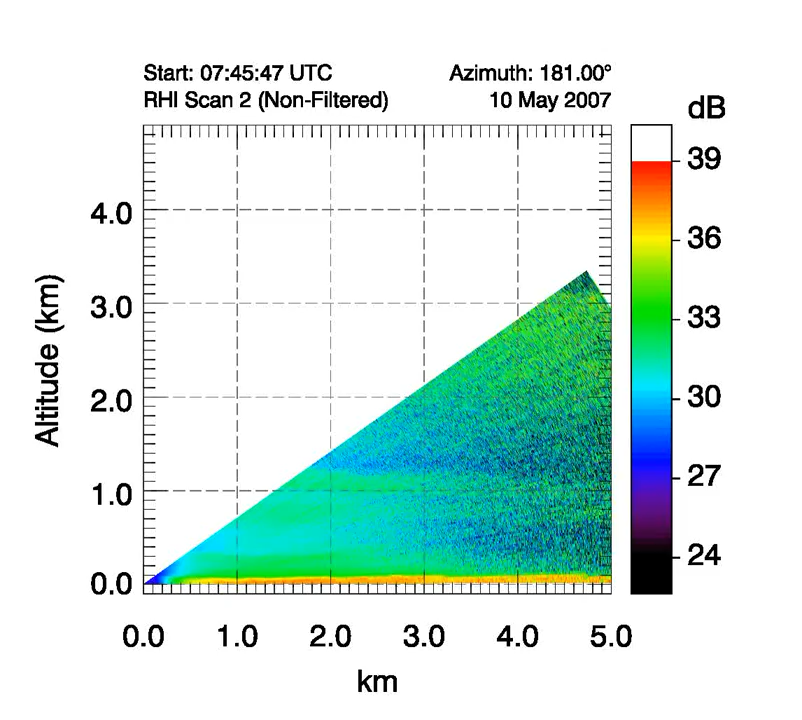 Start: 07:45:47 UTC
Azimuth: 181.00°
RHI Scan 2 (Non-Filtered)
10 May 2007
dB
39
36
33
30
27
24
Altitude (km)
4.0
3.0
2.0
1.0
0.0
0.0 1.0 2.0 3.0 4.0 5.0
km